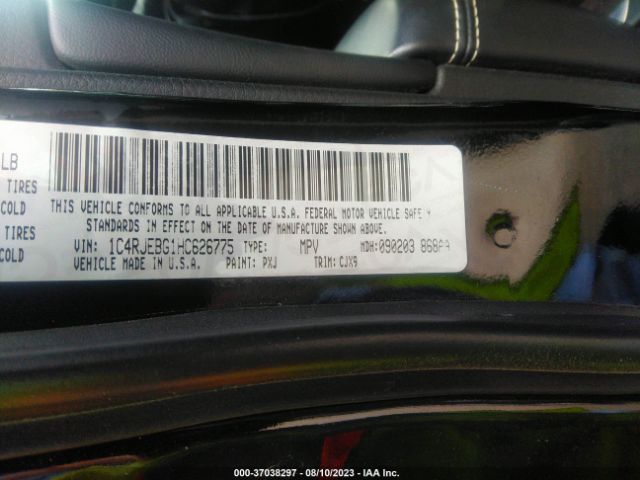 LB
TIRES
COLD
TIRES
COLD
THIS VEHICLE CONFORMS TO ALL APPLICABLE U.S.A. FEDERAL MOTOR VEHICLE SAFETY
STANDARDS IN EFFECT ON THE DATE OF MANUFACTURE SHOWN ABOVE.
VIN: 1C4RJEBG1HC626775 TYPE: MPV MDH: 090203 868AA
VEHICLE MADE IN U.S.A. PAINT: PXJ TRIM: CJX9
000-37038297 - 08/10/2023 - IAA Inc.